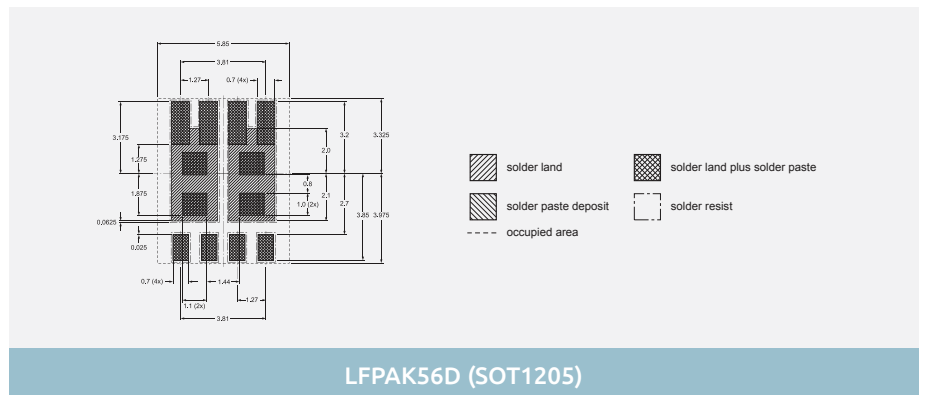 5.85
3.81
1.27
0.7 (4x)
3.175
3.2
3.325
2.0
1.275
0.8
1.875
2.1
1.0 (2x)
2.7
3.85
3.975
0.0625
0.025
0.7 (4x)
1.44
1.27
1.1 (2x)
3.81
solder land
solder land plus solder paste
solder paste deposit
solder resist
occupied area
LFPAK56D (SOT1205)